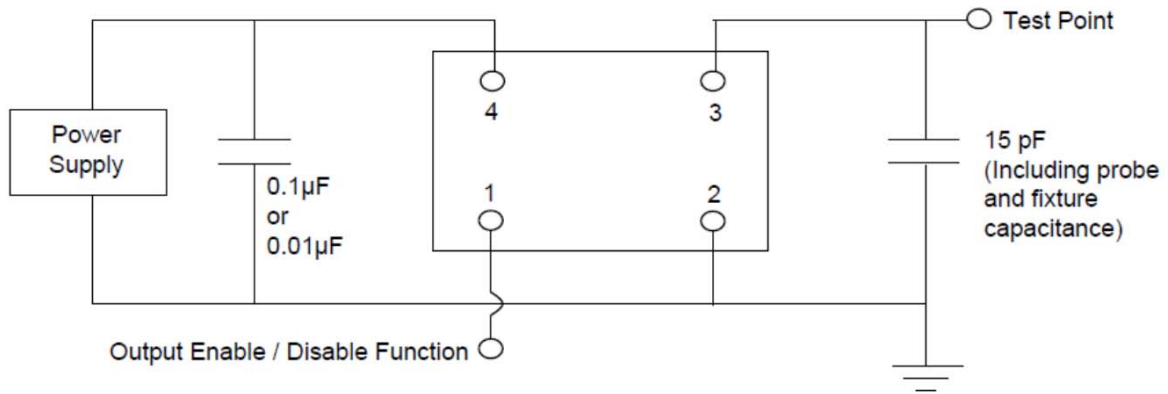 Test Point
4
3
Power
Supply
15 pF
(Including probe
and fixture
capacitance)
0.1µF
or
0.01µF
1
2
Output Enable / Disable Function